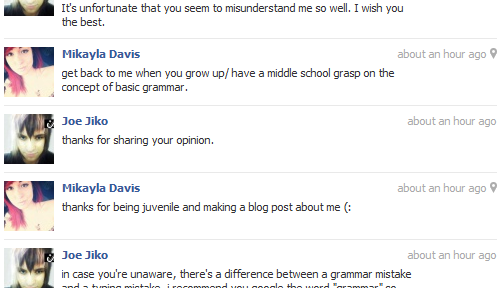 It's unfortunate that you seem to misunderstand me so well. I wish you
the best.
Mikayla Davis about an hour ago
get back to me when you grow up/ have a middle school grasp on the
concept of basic grammar.
Joe Jiko about an hour ago
thanks for sharing your opinion.
Mikayla Davis about an hour ago
thanks for being juvenile and making a blog post about me (:
Joe Jiko about an hour ago
in case you're unaware, there's a difference between a grammar mistake
and a typing mistake. i recommend you google the word "grammar" so